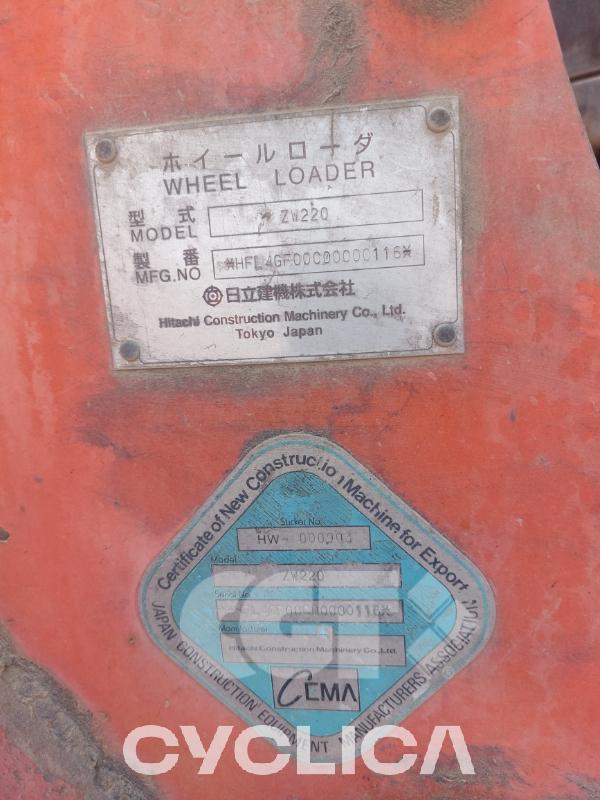 ホイールローダ
WHEEL LOADER
型式
MODEL
ZW220
製番
MFG.NO
日立建機株式会社
Hitachi Construction Machinery Co., Ltd.
Tokyo Japan
Certificate of New Construction Machine for Export
Sticker No.
Model
ZW220
Serial No.
Manufacturer
Hitachi Construction Machinery Co.,Ltd.
CEMA
JAPAN CONSTRUCTION EQUIPMENT MANUFACTURERS ASSOCIATION
CYCLICA